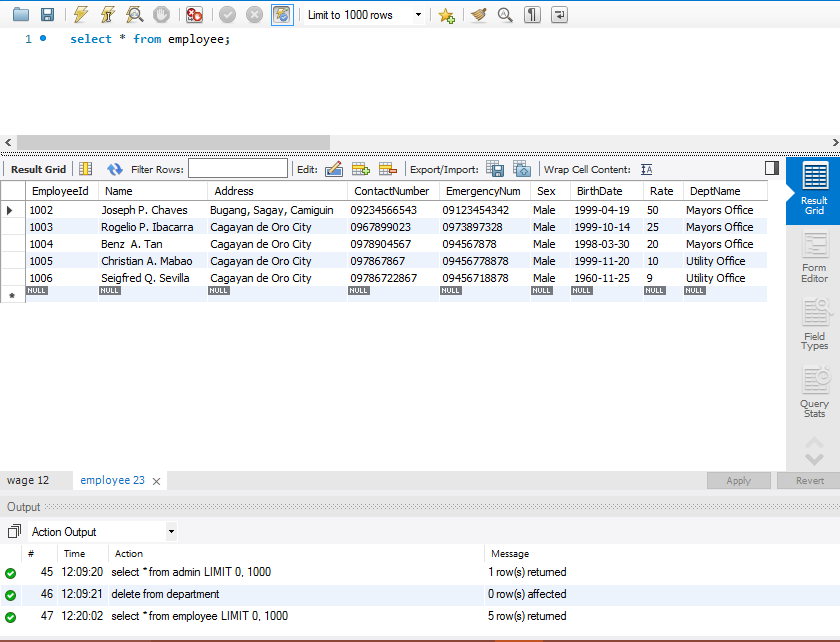 Limit to 1000 rows
1 select * from employee;
Result Grid Filter Rows: Edit: Export/Import: Wrap Cell Content:
EmployeeId Name Address ContactNumber EmergencyNum Sex BirthDate Rate DeptName
1002 Joseph P. Chaves Bugang, Sagay, Camiguin 09234566543 09123454342 Male 1999-04-19 50 Mayors Office
1003 Rogelio P. Ibacarra Cagayan de Oro City 0967899023 0973897328 Male 1999-10-14 25 Mayors Office
1004 Benz A. Tan Cagayan de Oro City 0978904567 094567878 Male 1998-03-30 20 Mayors Office
1005 Christian A. Mabao Cagayan de Oro City 097867867 09456778878 Male 1999-11-20 10 Utility Office
1006 Seigfred Q. Sevilla Cagayan de Oro City 09786722867 09456718878 Male 1960-11-25 9 Utility Office
NULL NULL NULL NULL NULL NULL NULL NULL NULL
Result
Grid
Form
Editor
Field
Types
Query
Stats
wage 12 employee 23 Apply Revert
Output
Action Output
# Time Action Message
45 12:09:20 select * from admin LIMIT 0, 1000 1 row(s) returned
46 12:09:21 delete from department 0 row(s) affected
47 12:20:02 select * from employee LIMIT 0, 1000 5 row(s) returned